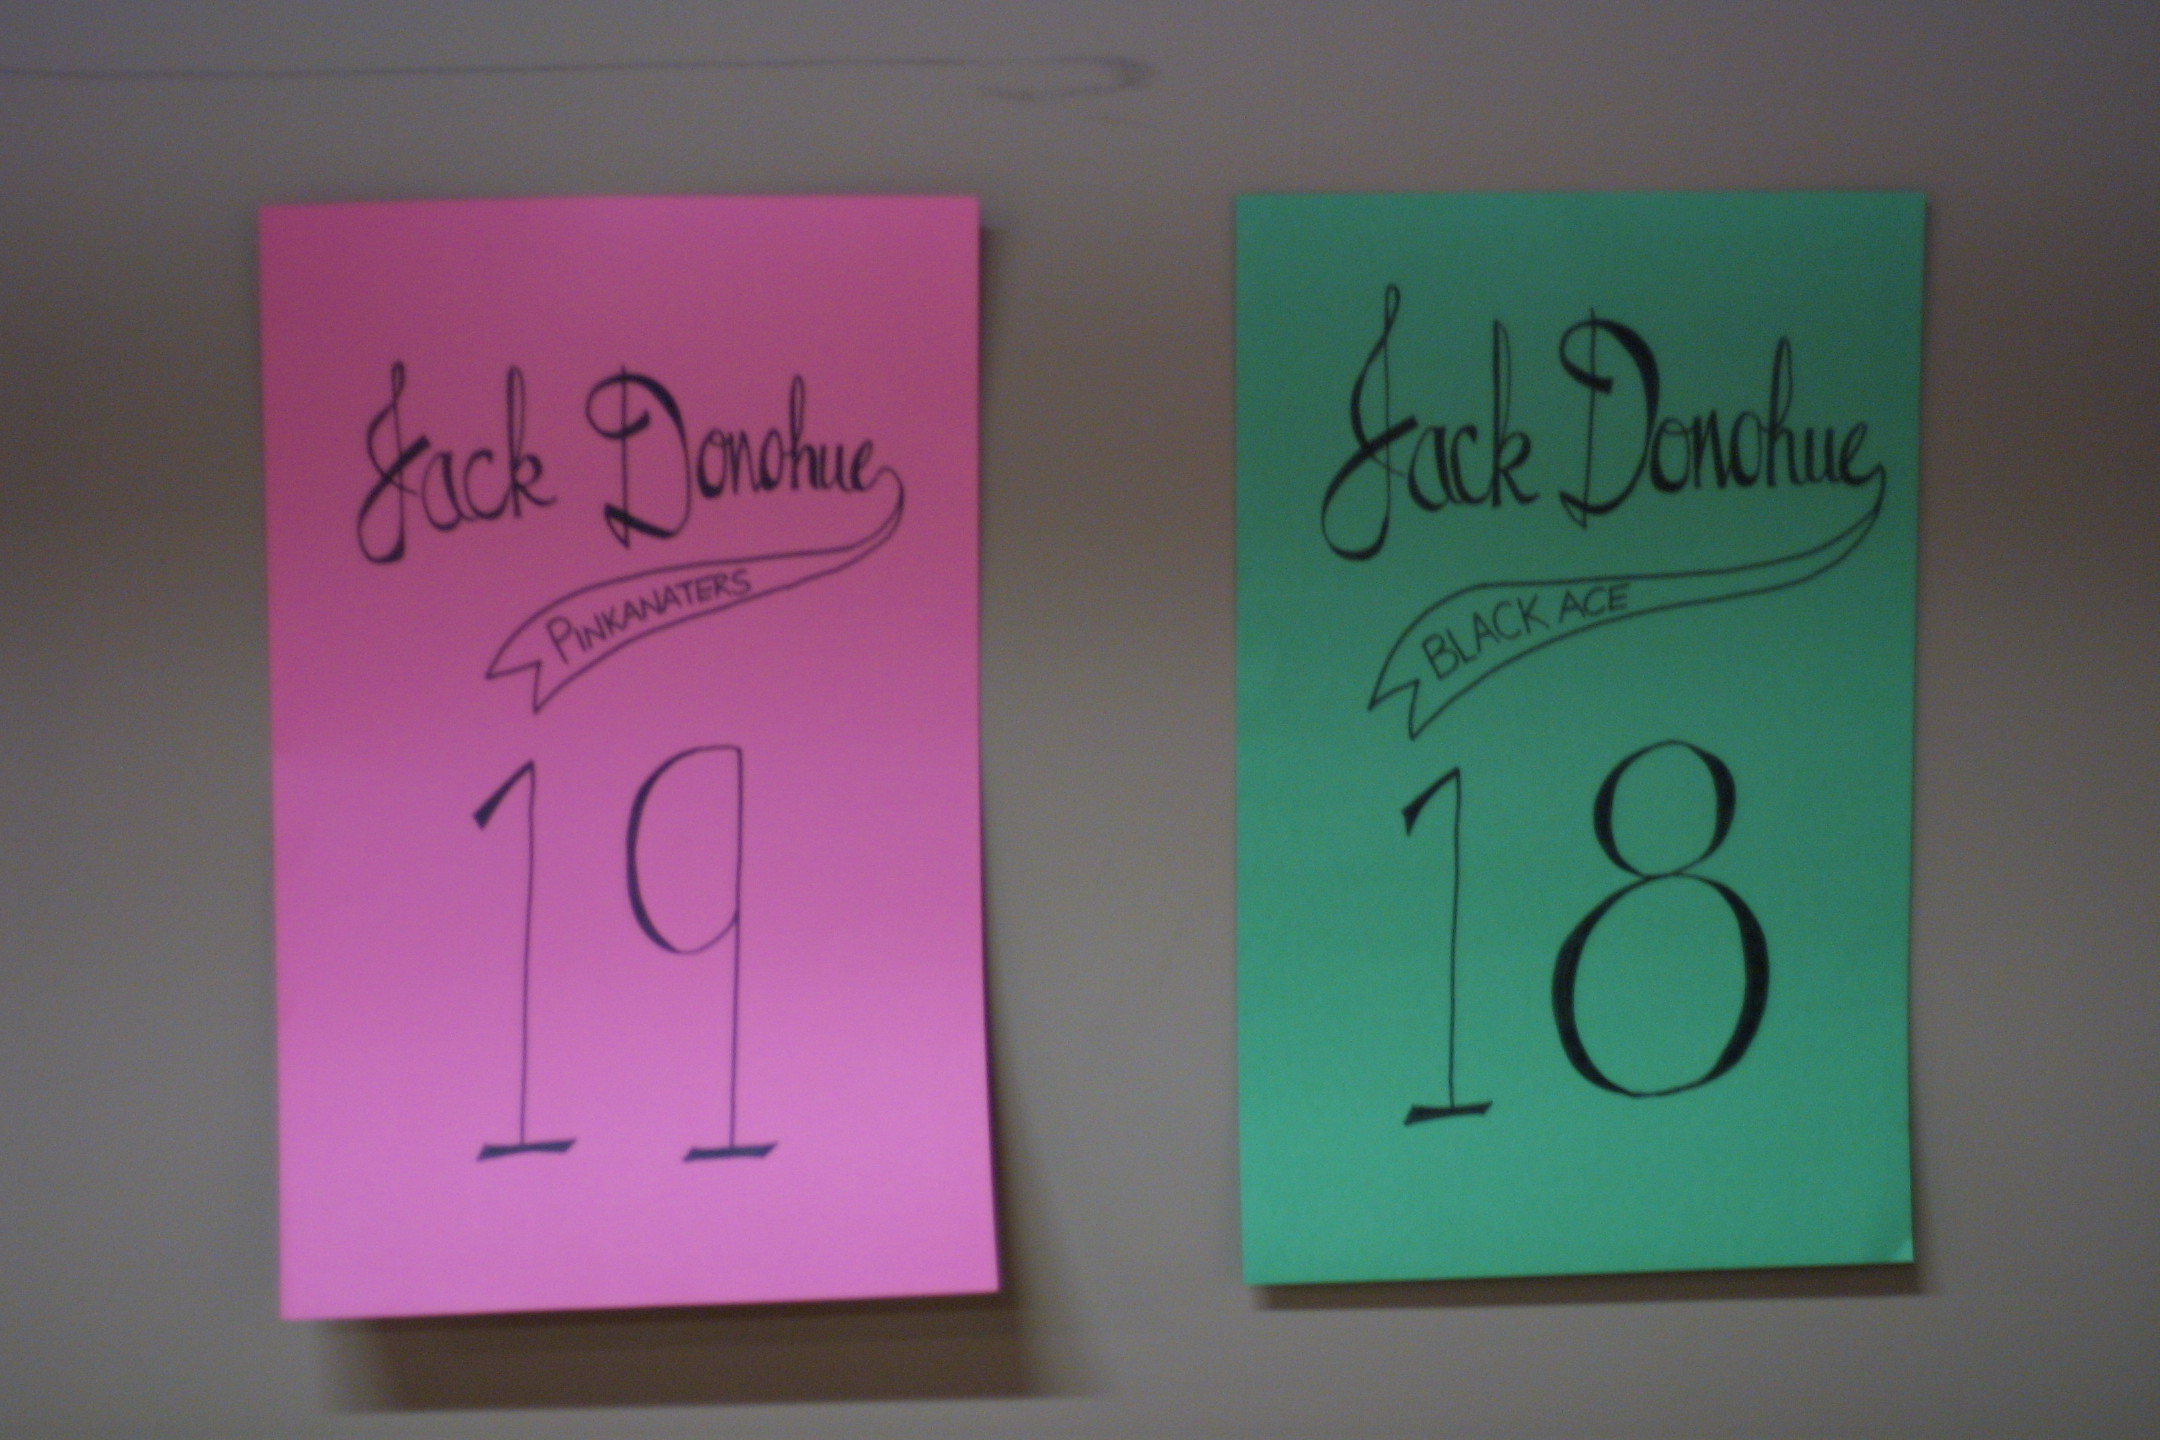 Jack Donohue
PINKANATERS
19
Jack Donohue
BLACK ACE
18